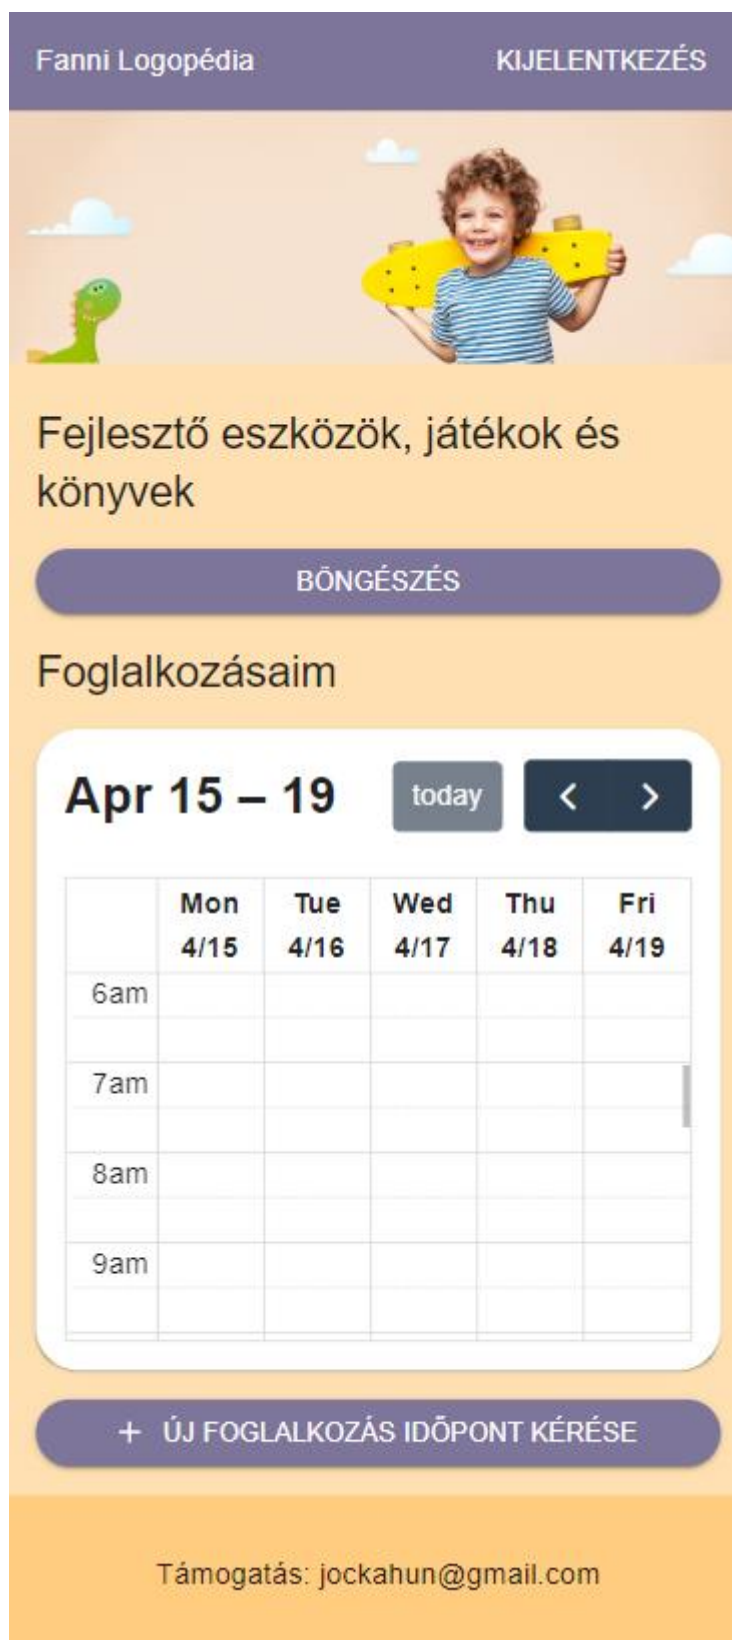 Fanni Logopédia KIJELENTKEZÉS
Fejlesztő eszközök, játékok és
könyvek
BÖNGÉSZÉS
Foglalkozásaim
Apr 15 – 19 today < >
Mon Tue Wed Thu Fri
4/15 4/16 4/17 4/18 4/19
6am
7am
8am
9am
+ ÚJ FOGLALKOZÁS IDŐPONT KÉRÉSE
Támogatás: jockahun@gmail.com